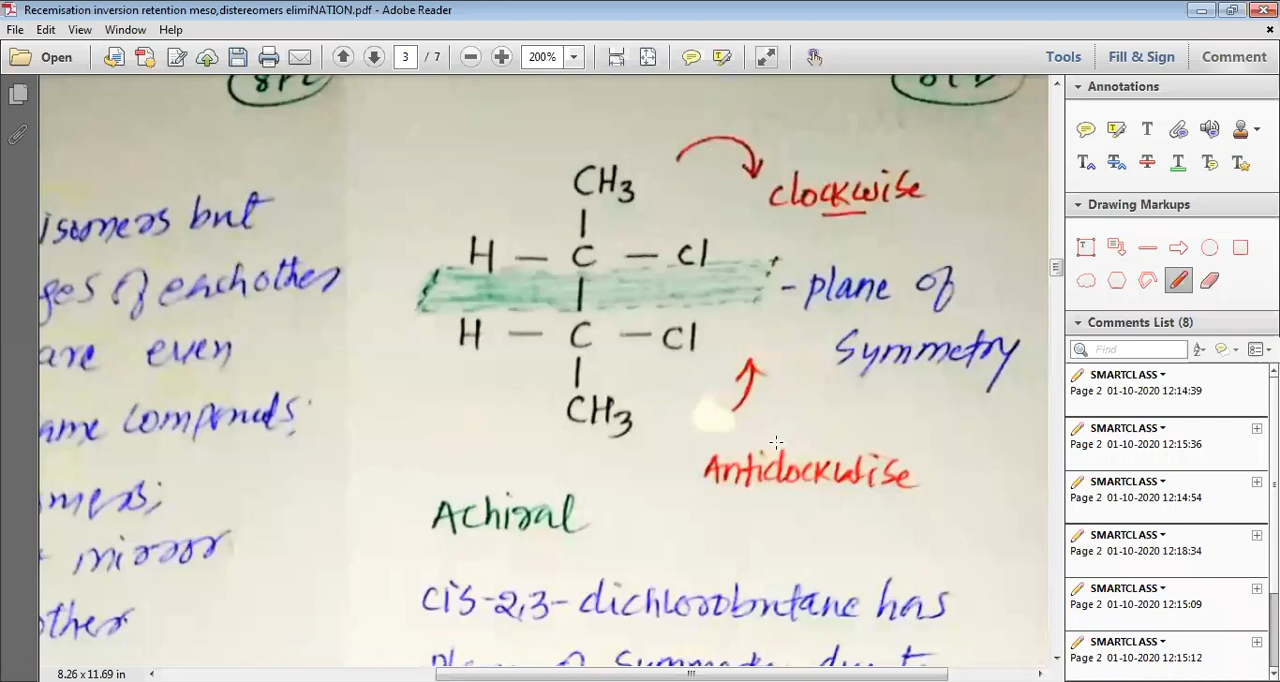 Recemisation inversion retention meso,distereomers elimiNATION.pdf - Adobe Reader
File Edit View Window Help
Open 3 / 7 200% Tools Fill & Sign Comment
Annotations
Drawing Markups
Comments List (8)
Find
SMARTCLASS
Page 2 01-10-2020 12:14:39
SMARTCLASS
Page 2 01-10-2020 12:15:36
SMARTCLASS
Page 2 01-10-2020 12:14:54
SMARTCLASS
Page 2 01-10-2020 12:18:34
SMARTCLASS
Page 2 01-10-2020 12:15:09
SMARTCLASS
Page 2 01-10-2020 12:15:12
isomers but
ges of each other
are even
ame compounds;
mers;
mirror
other
CH3
clockwise
H — C — Cl
- plane of
Symmetry
H — C — Cl
CH3
Anticlockwise
Achiral
cis-2,3-dichlorobutane has
8.26 x 11.69 in